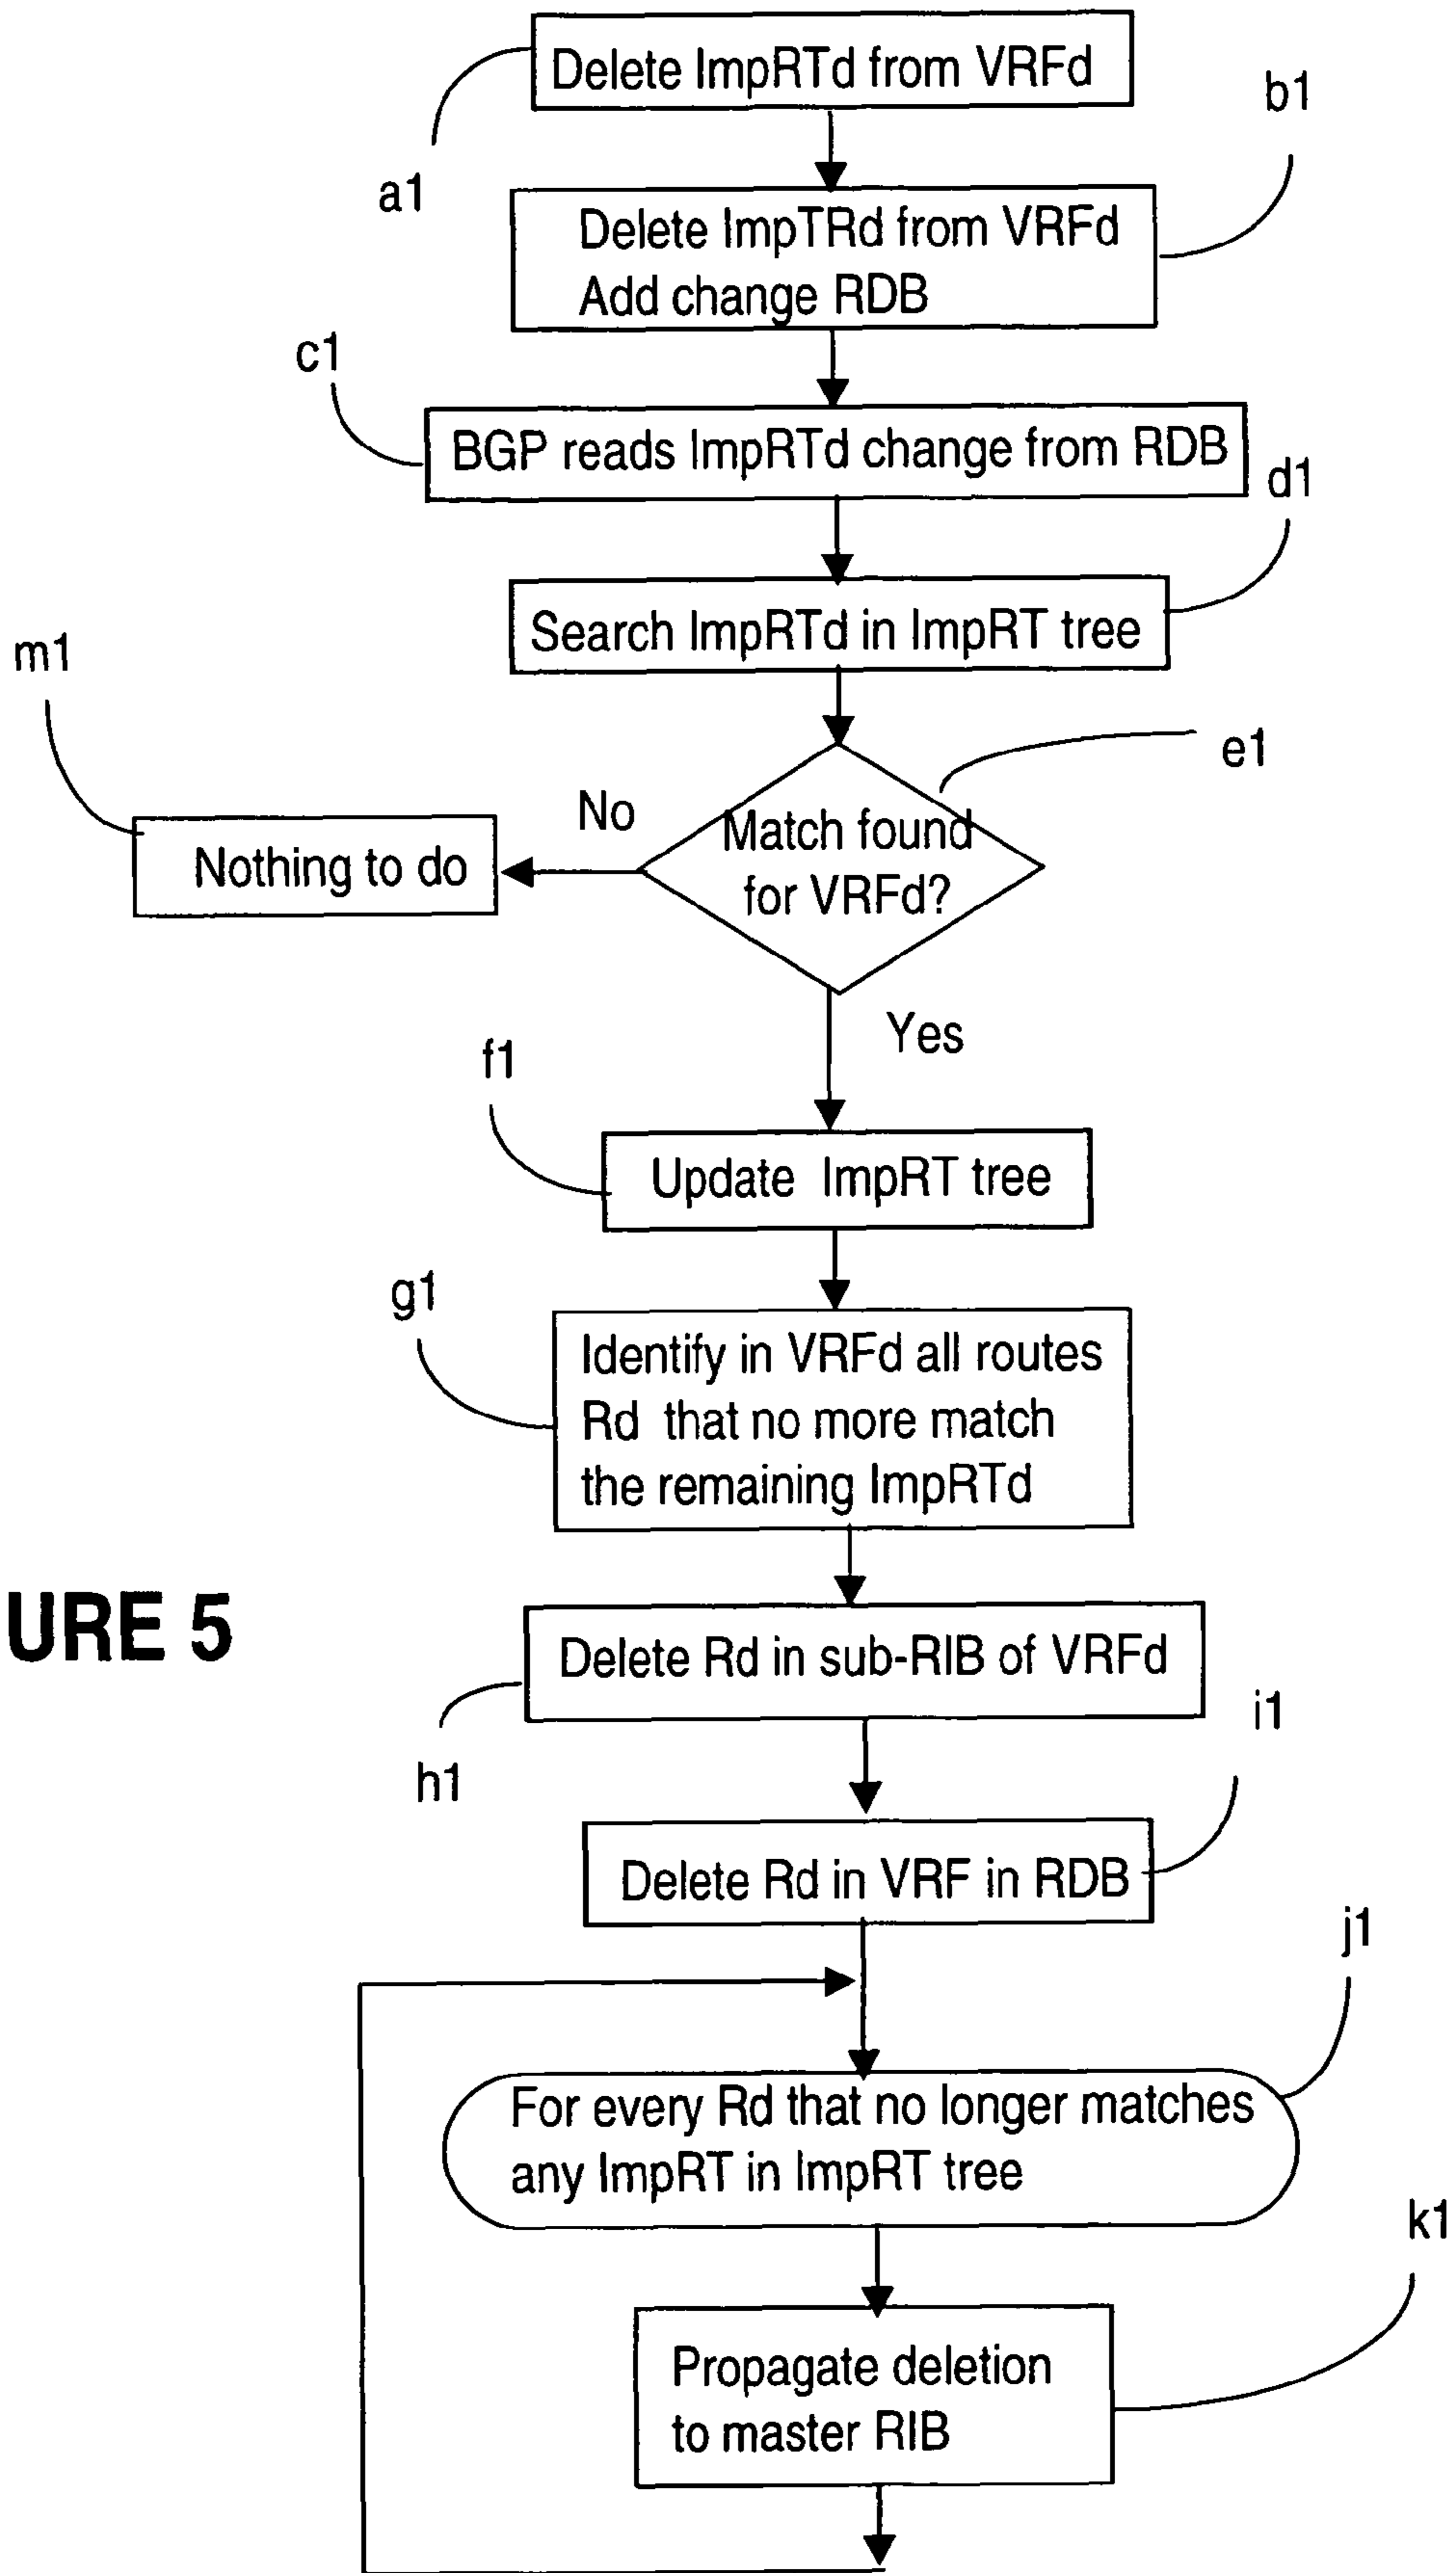 Delete ImpRTd from VRFd
a1
b1
Delete ImpTRd from VRFd
Add change RDB
c1
BGP reads ImpRTd change from RDB
d1
Search ImpRTd in ImpRT tree
m1
e1
No
Match found
for VRFd?
Nothing to do
Yes
f1
Update ImpRT tree
g1
Identify in VRFd all routes
Rd that no more match
the remaining ImpRTd
URE 5
Delete Rd in sub-RIB of VRFd
h1
i1
Delete Rd in VRF in RDB
j1
For every Rd that no longer matches
any ImpRT in ImpRT tree
k1
Propagate deletion
to master RIB